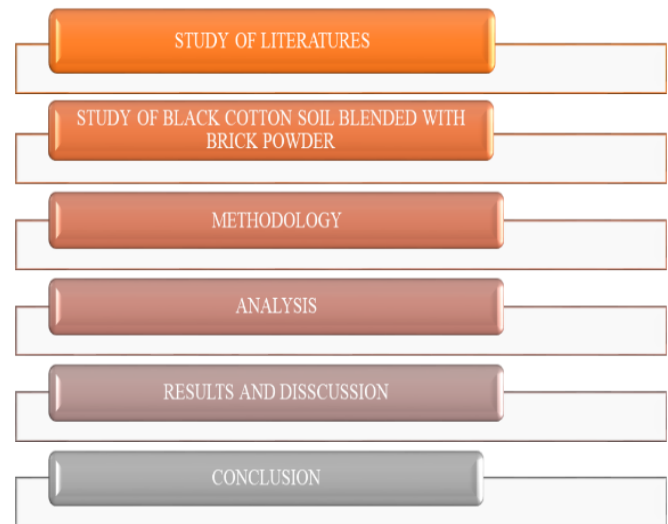 STUDY OF LITERATURES
STUDY OF BLACK COTTON SOIL BLENDED WITH
BRICK POWDER
METHODOLOGY
ANALYSIS
RESULTS AND DISSCUSSION
CONCLUSION